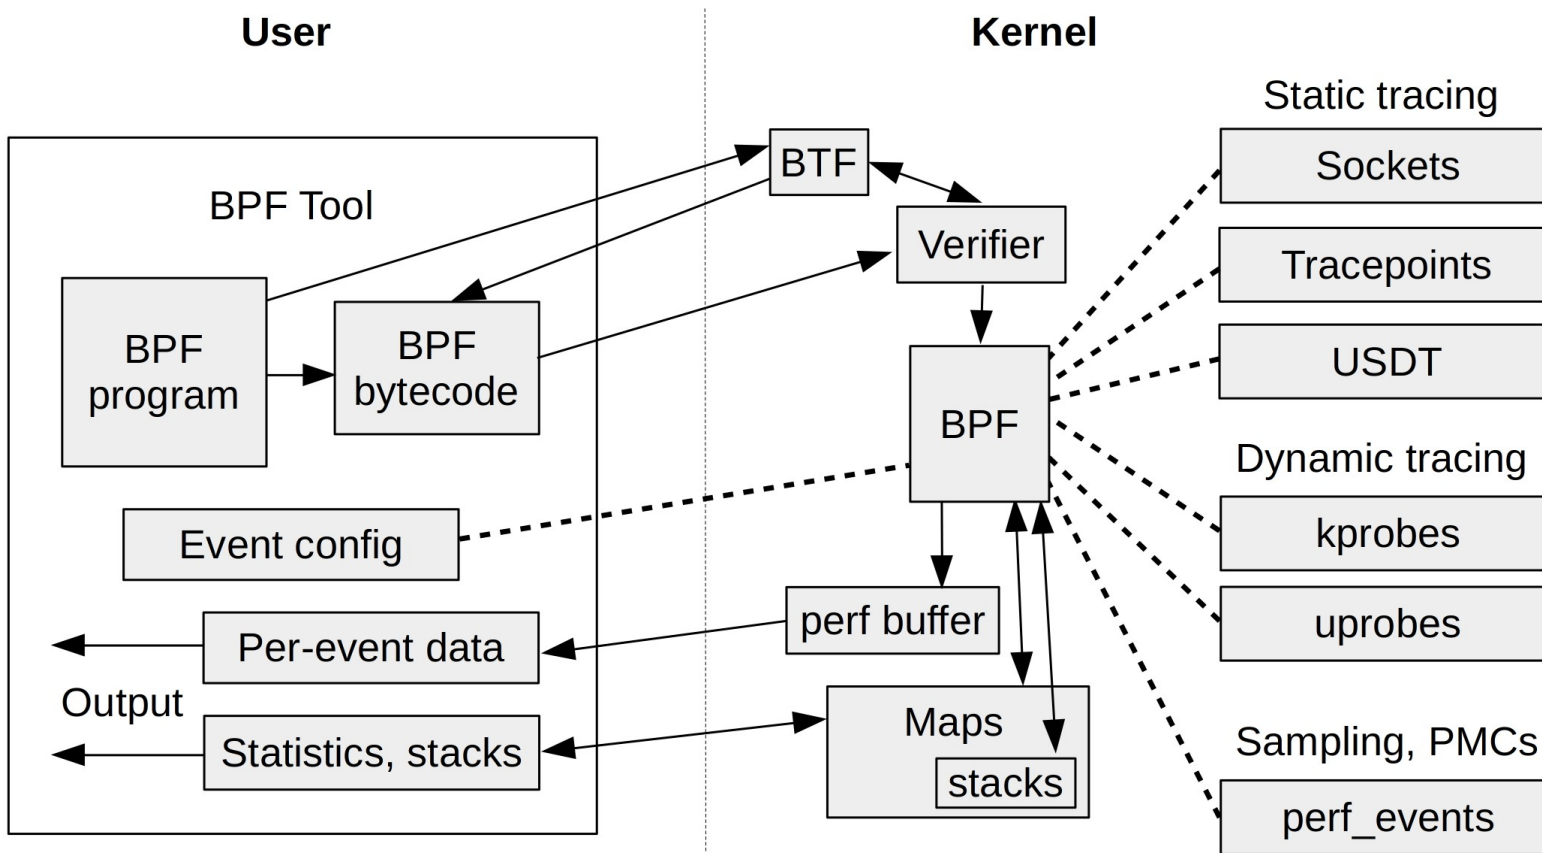 User
Kernel
BPF Tool
BPF
program
BPF
bytecode
Event config
Per-event data
Output
Statistics, stacks
BTF
Verifier
BPF
perf buffer
Maps
stacks
Static tracing
Sockets
Tracepoints
USDT
Dynamic tracing
kprobes
uprobes
Sampling, PMCs
perf_events